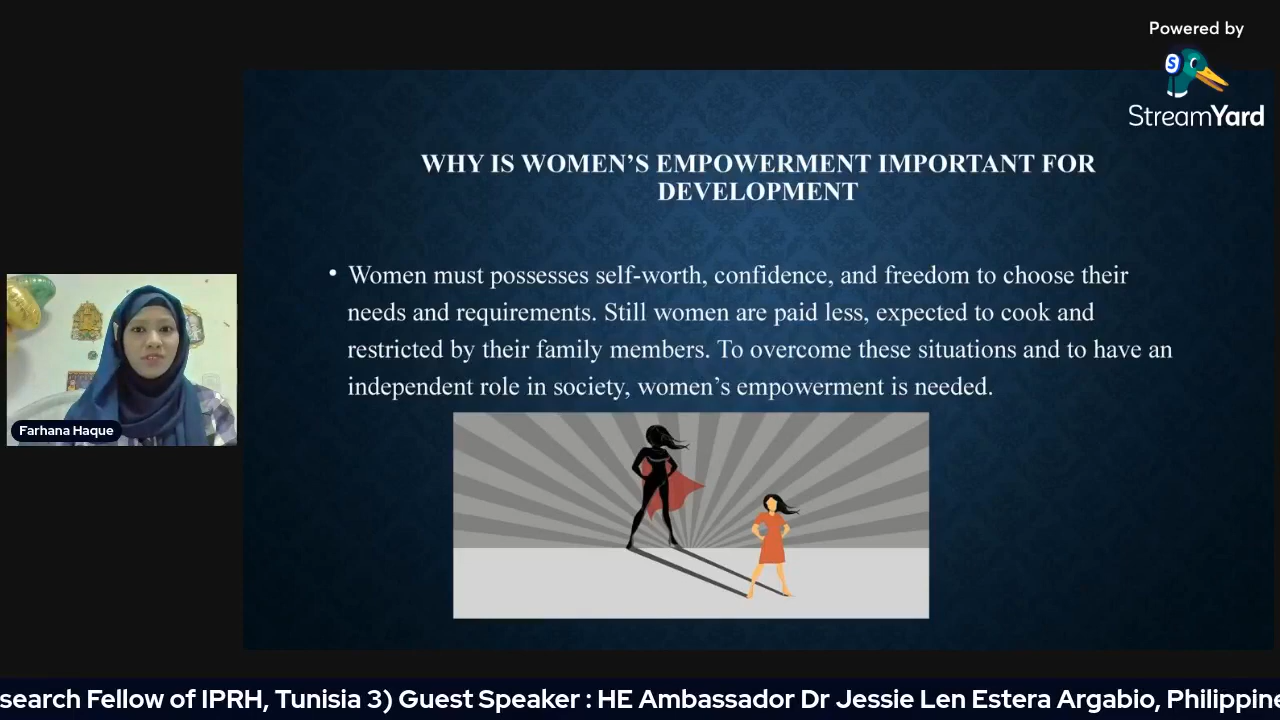 Powered by
S
StreamYard
WHY IS WOMEN’S EMPOWERMENT IMPORTANT FOR
DEVELOPMENT
• Women must possesses self-worth, confidence, and freedom to choose their
needs and requirements. Still women are paid less, expected to cook and
restricted by their family members. To overcome these situations and to have an
independent role in society, women’s empowerment is needed.
Farhana Haque
search Fellow of IPRH, Tunisia 3) Guest Speaker : HE Ambassador Dr Jessie Len Estera Argabio, Philippine